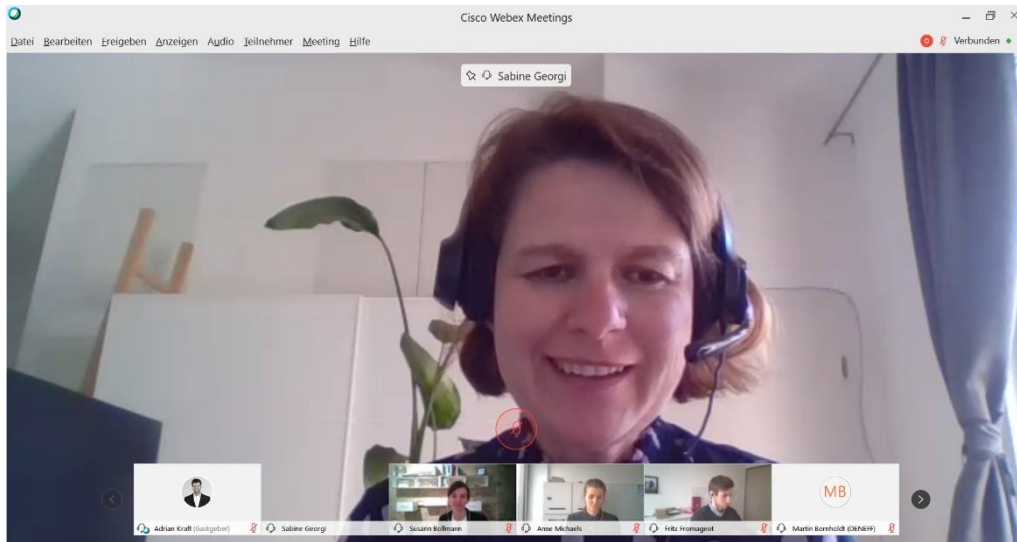 Cisco Webex Meetings
Datei Bearbeiten Freigeben Anzeigen Audio Teilnehmer Meeting Hilfe
Verbunden
Sabine Georgi
MB
Adrian Kraft (Gastgeber) Sabine Georgi Susann Bollmann Anne Michaels Fritz Fromageot Martin Bornholdt (DENEFF)